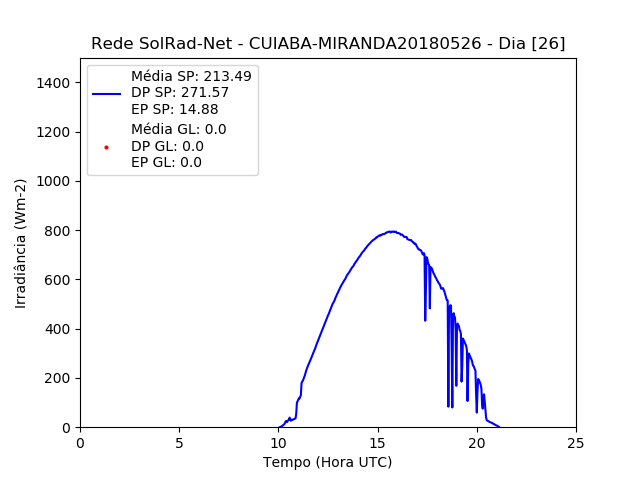 Rede SolRad-Net - CUIABA-MIRANDA20180526 - Dia [26]
Média SP: 213.49
DP SP: 271.57
EP SP: 14.88
Média GL: 0.0
DP GL: 0.0
EP GL: 0.0
Irradiância (Wm-2)
1400
1200
1000
800
600
400
200
0
0 5 10 15 20 25
Tempo (Hora UTC)